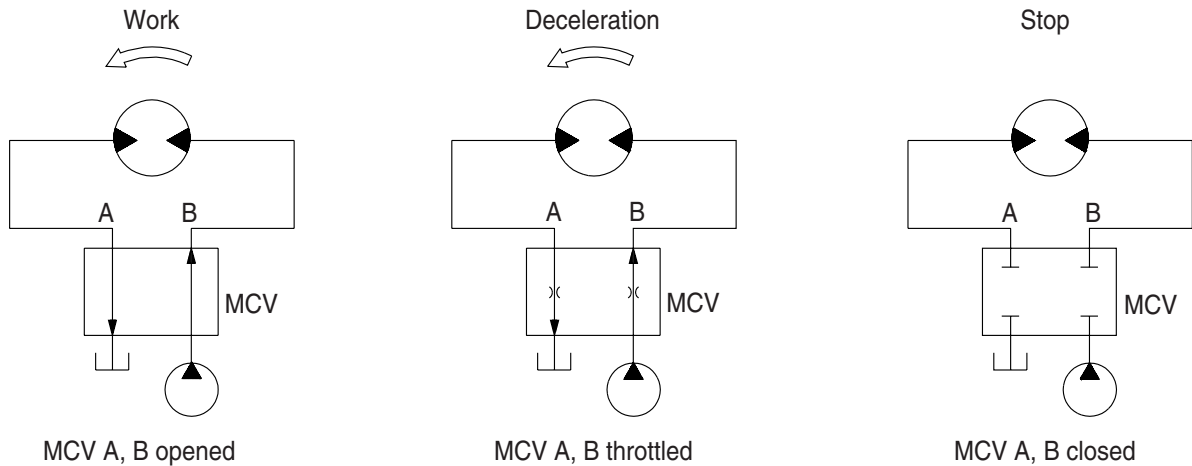 Work
Deceleration
Stop
A B
MCV
A B
MCV
A B
MCV
MCV A, B opened
MCV A, B throttled
MCV A, B closed